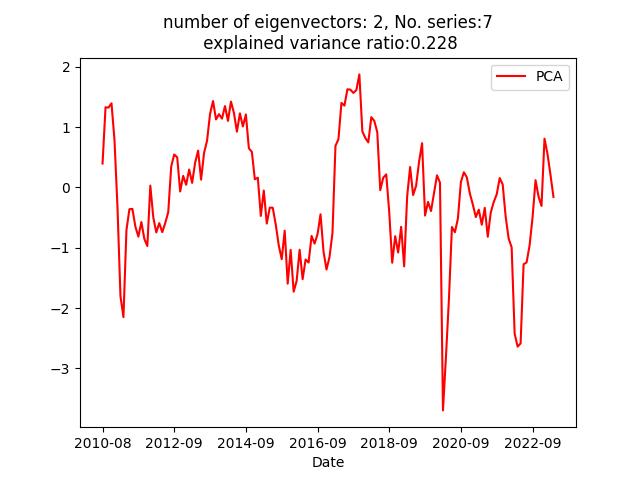 number of eigenvectors: 2, No. series:7
explained variance ratio:0.228
PCA
2
1
0
−1
−2
−3
2010-08 2012-09 2014-09 2016-09 2018-09 2020-09 2022-09
Date